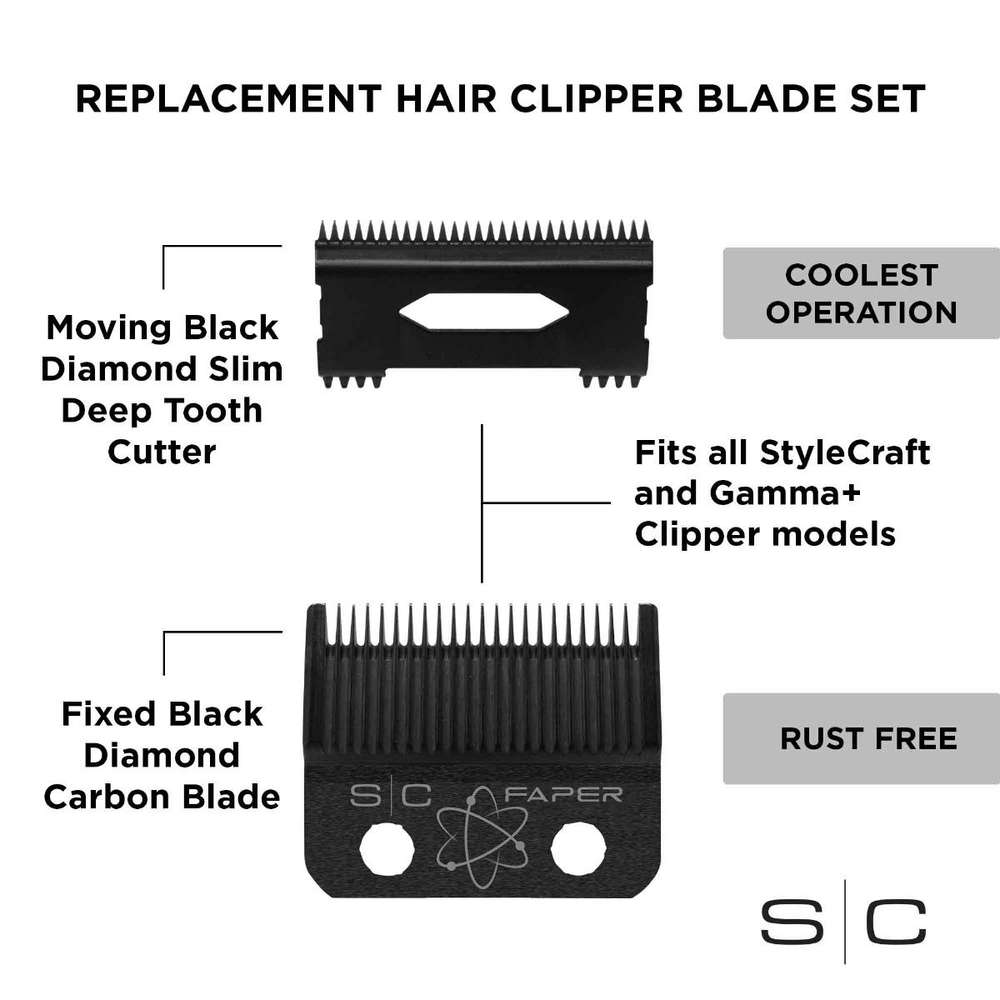 REPLACEMENT HAIR CLIPPER BLADE SET
COOLEST
OPERATION
Moving Black
Diamond Slim
Deep Tooth
Cutter
Fits all StyleCraft
and Gamma+
Clipper models
Fixed Black
Diamond
Carbon Blade
RUST FREE
S|C FAPER
S|C